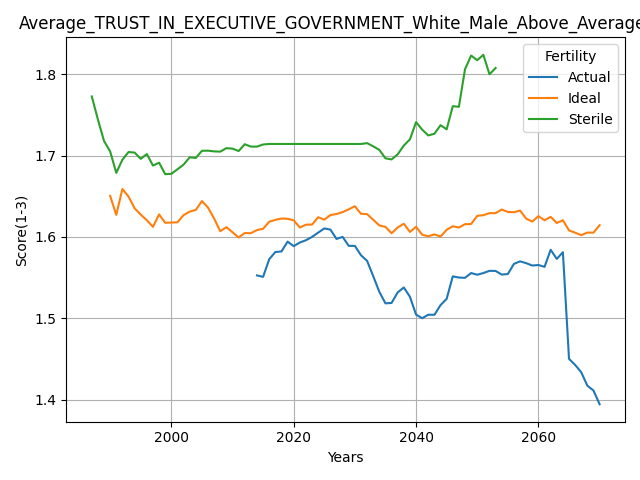 Average_TRUST_IN_EXECUTIVE_GOVERNMENT_White_Male_Above_Average
Fertility
Actual
Ideal
Sterile
Score(1-3)
1.8
1.7
1.6
1.5
1.4
2000 2020 2040 2060
Years